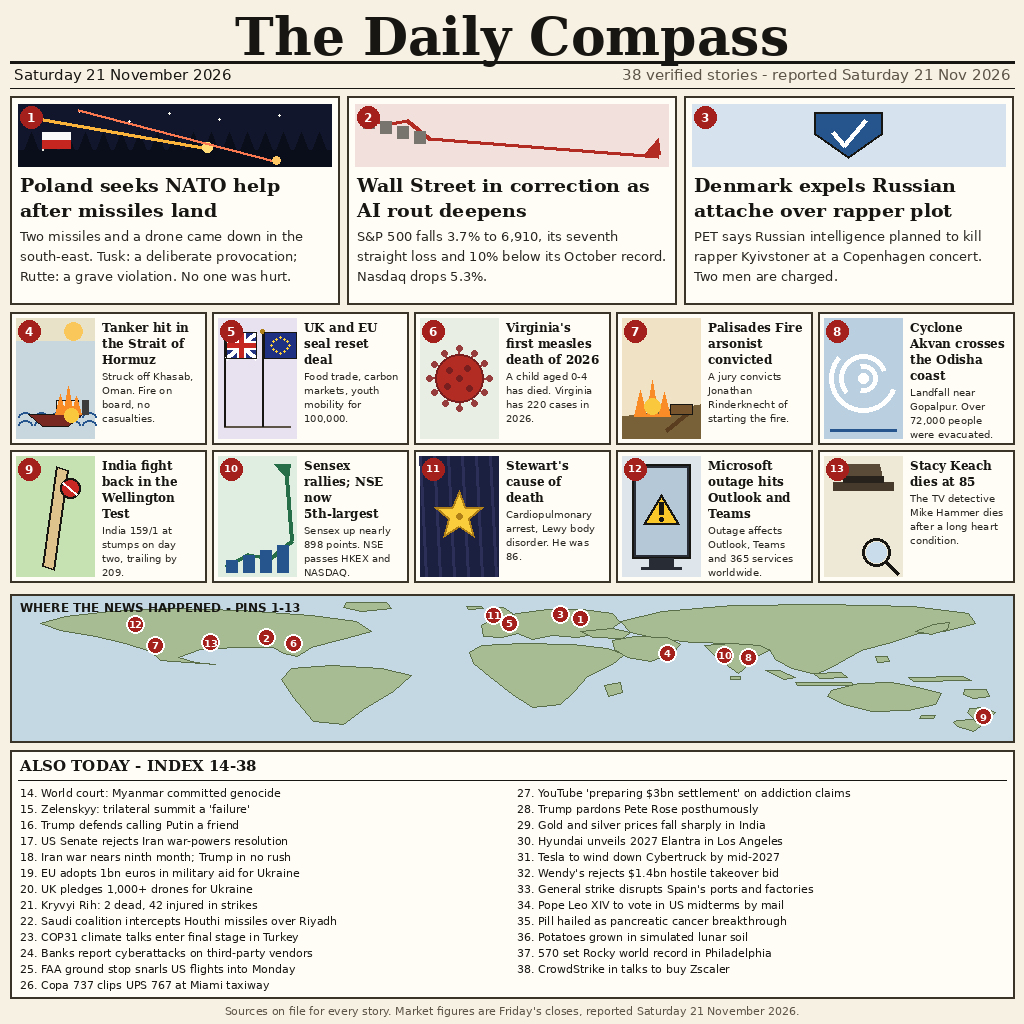 The Daily Compass
Saturday 21 November 2026
38 verified stories - reported Saturday 21 Nov 2026
1
Poland seeks NATO help
after missiles land
Two missiles and a drone came down in the
south-east. Tusk: a deliberate provocation;
Rutte: a grave violation. No one was hurt.
2
Wall Street in correction as
AI rout deepens
S&P 500 falls 3.7% to 6,910, its seventh
straight loss and 10% below its October record.
Nasdaq drops 5.3%.
3
Denmark expels Russian
attache over rapper plot
PET says Russian intelligence planned to kill
rapper Kyivstoner at a Copenhagen concert.
Two men are charged.
4
Tanker hit in
the Strait of
Hormuz
Struck off Khasab,
Oman. Fire on
board, no
casualties.
5
UK and EU
seal reset
deal
Food trade, carbon
markets, youth
mobility for
100,000.
6
Virginia's
first measles
death of 2026
A child aged 0-4
has died. Virginia
has 220 cases in
2026.
7
Palisades Fire
arsonist
convicted
A jury convicts
Jonathan
Rinderknecht of
starting the fire.
8
Cyclone
Akvan crosses
the Odisha
coast
Landfall near
Gopalpur. Over
72,000 people
were evacuated.
9
India fight
back in the
Wellington
Test
India 159/1 at
stumps on day
two, trailing by
209.
10
Sensex
rallies; NSE
now
5th-largest
Sensex up nearly
898 points. NSE
passes HKEX and
NASDAQ.
11
Stewart's
cause of
death
Cardiopulmonary
arrest, Lewy body
disorder. He was
86.
12
Microsoft
outage hits
Outlook and
Teams
Outage affects
Outlook, Teams
and 365 services
worldwide.
13
Stacy Keach
dies at 85
The TV detective
Mike Hammer dies
after a long heart
condition.
WHERE THE NEWS HAPPENED - PINS 1-13
12
7
13
2
6
11
5
3
1
4
10
8
9
ALSO TODAY - INDEX 14-38
14. World court: Myanmar committed genocide
15. Zelenskyy: trilateral summit a 'failure'
16. Trump defends calling Putin a friend
17. US Senate rejects Iran war-powers resolution
18. Iran war nears ninth month; Trump in no rush
19. EU adopts 1bn euros in military aid for Ukraine
20. UK pledges 1,000+ drones for Ukraine
21. Kryvyi Rih: 2 dead, 42 injured in strikes
22. Saudi coalition intercepts Houthi missiles over Riyadh
23. COP31 climate talks enter final stage in Turkey
24. Banks report cyberattacks on third-party vendors
25. FAA ground stop snarls US flights into Monday
26. Copa 737 clips UPS 767 at Miami taxiway
27. YouTube 'preparing $3bn settlement' on addiction claims
28. Trump pardons Pete Rose posthumously
29. Gold and silver prices fall sharply in India
30. Hyundai unveils 2027 Elantra in Los Angeles
31. Tesla to wind down Cybertruck by mid-2027
32. Wendy's rejects $1.4bn hostile takeover bid
33. General strike disrupts Spain's ports and factories
34. Pope Leo XIV to vote in US midterms by mail
35. Pill hailed as pancreatic cancer breakthrough
36. Potatoes grown in simulated lunar soil
37. 570 set Rocky world record in Philadelphia
38. CrowdStrike in talks to buy Zscaler
Sources on file for every story. Market figures are Friday's closes, reported Saturday 21 November 2026.